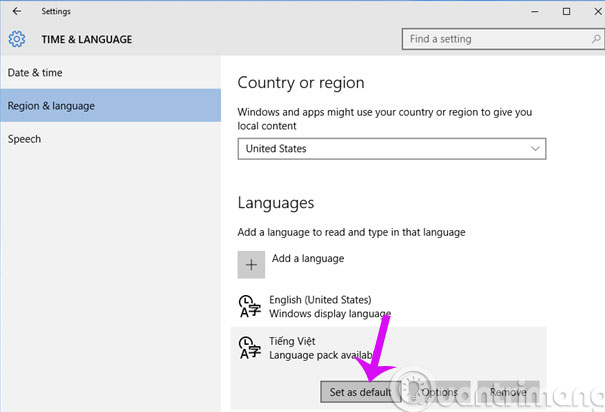 Settings
TIME & LANGUAGE
Find a setting
Date & time
Region & language
Speech
Country or region
Windows and apps might use your country or region to give you
local content
United States
Languages
Add a language to read and type in that language
Add a language
English (United States)
Windows display language
Tiếng Việt
Language pack available
Set as default
Options
Remove
Quantrimang